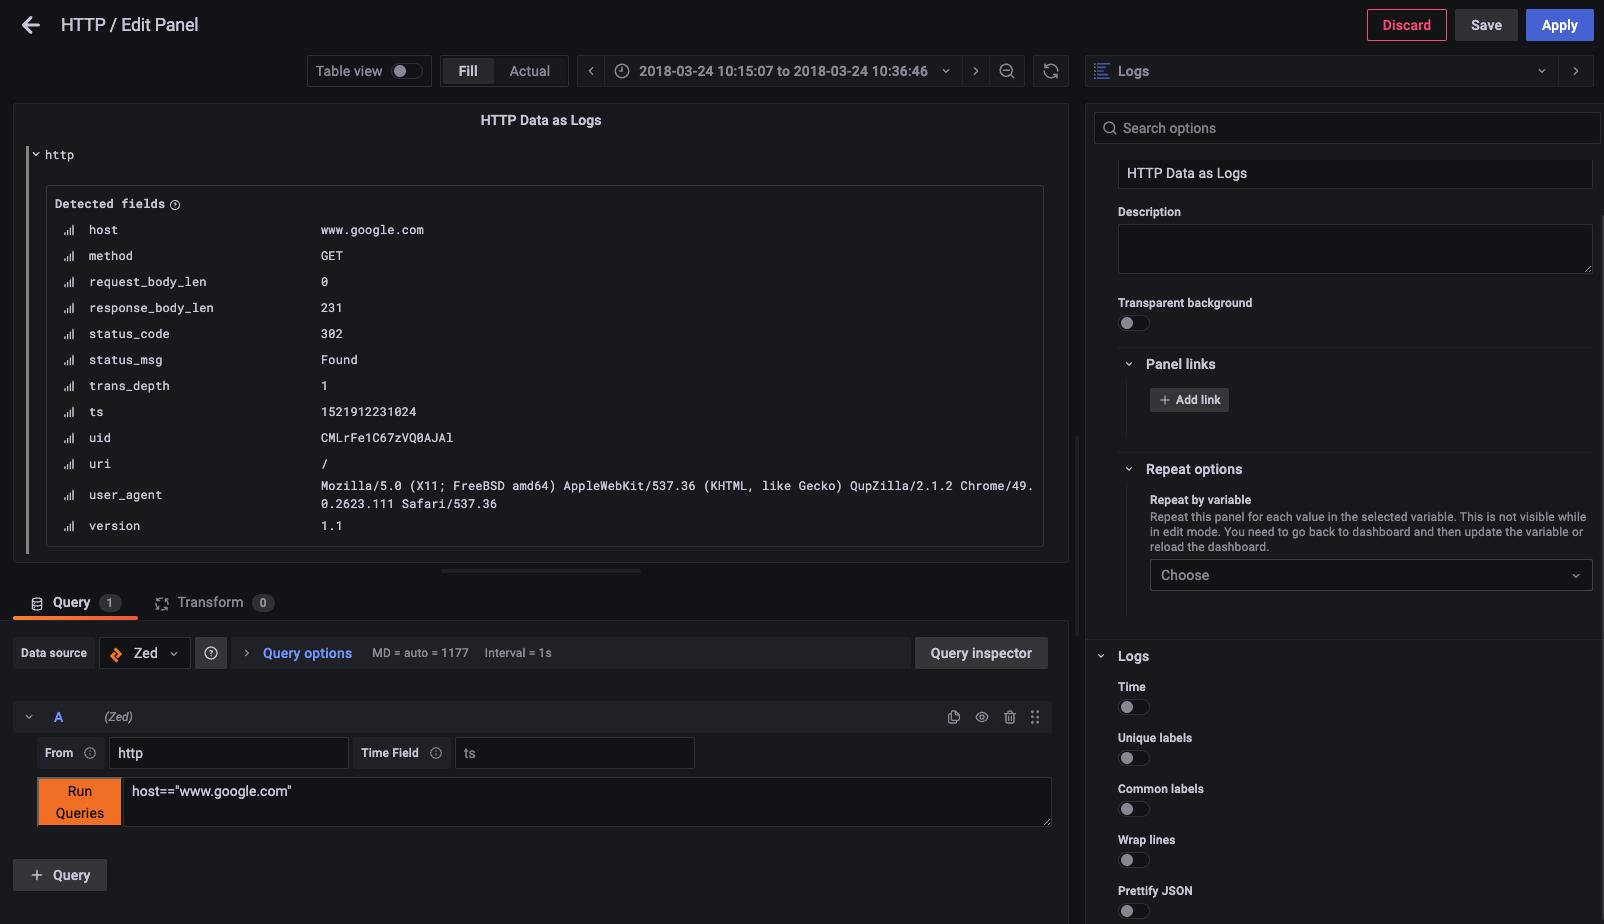 HTTP / Edit Panel
Discard
Save
Apply
Table view
Fill
Actual
2018-03-24 10:15:07 to 2018-03-24 10:36:46
Logs
HTTP Data as Logs
http
Detected fields
host www.google.com
method GET
request_body_len 0
response_body_len 231
status_code 302
status_msg Found
trans_depth 1
ts 1521912231024
uid CMLrFe1C67zVQ0AJAl
uri /
user_agent Mozilla/5.0 (X11; FreeBSD amd64) AppleWebKit/537.36 (KHTML, like Gecko) QupZilla/2.1.2 Chrome/49.
0.2623.111 Safari/537.36
version 1.1
Query 1
Transform 0
Data source
Zed
Query options
MD = auto = 1177
Interval = 1s
Query inspector
A
(Zed)
From
http
Time Field
ts
Run
Queries
host=="www.google.com"
+ Query
Search options
HTTP Data as Logs
Description
Transparent background
Panel links
+ Add link
Repeat options
Repeat by variable
Repeat this panel for each value in the selected variable. This is not visible while
in edit mode. You need to go back to dashboard and then update the variable or
reload the dashboard.
Choose
Logs
Time
Unique labels
Common labels
Wrap lines
Prettify JSON